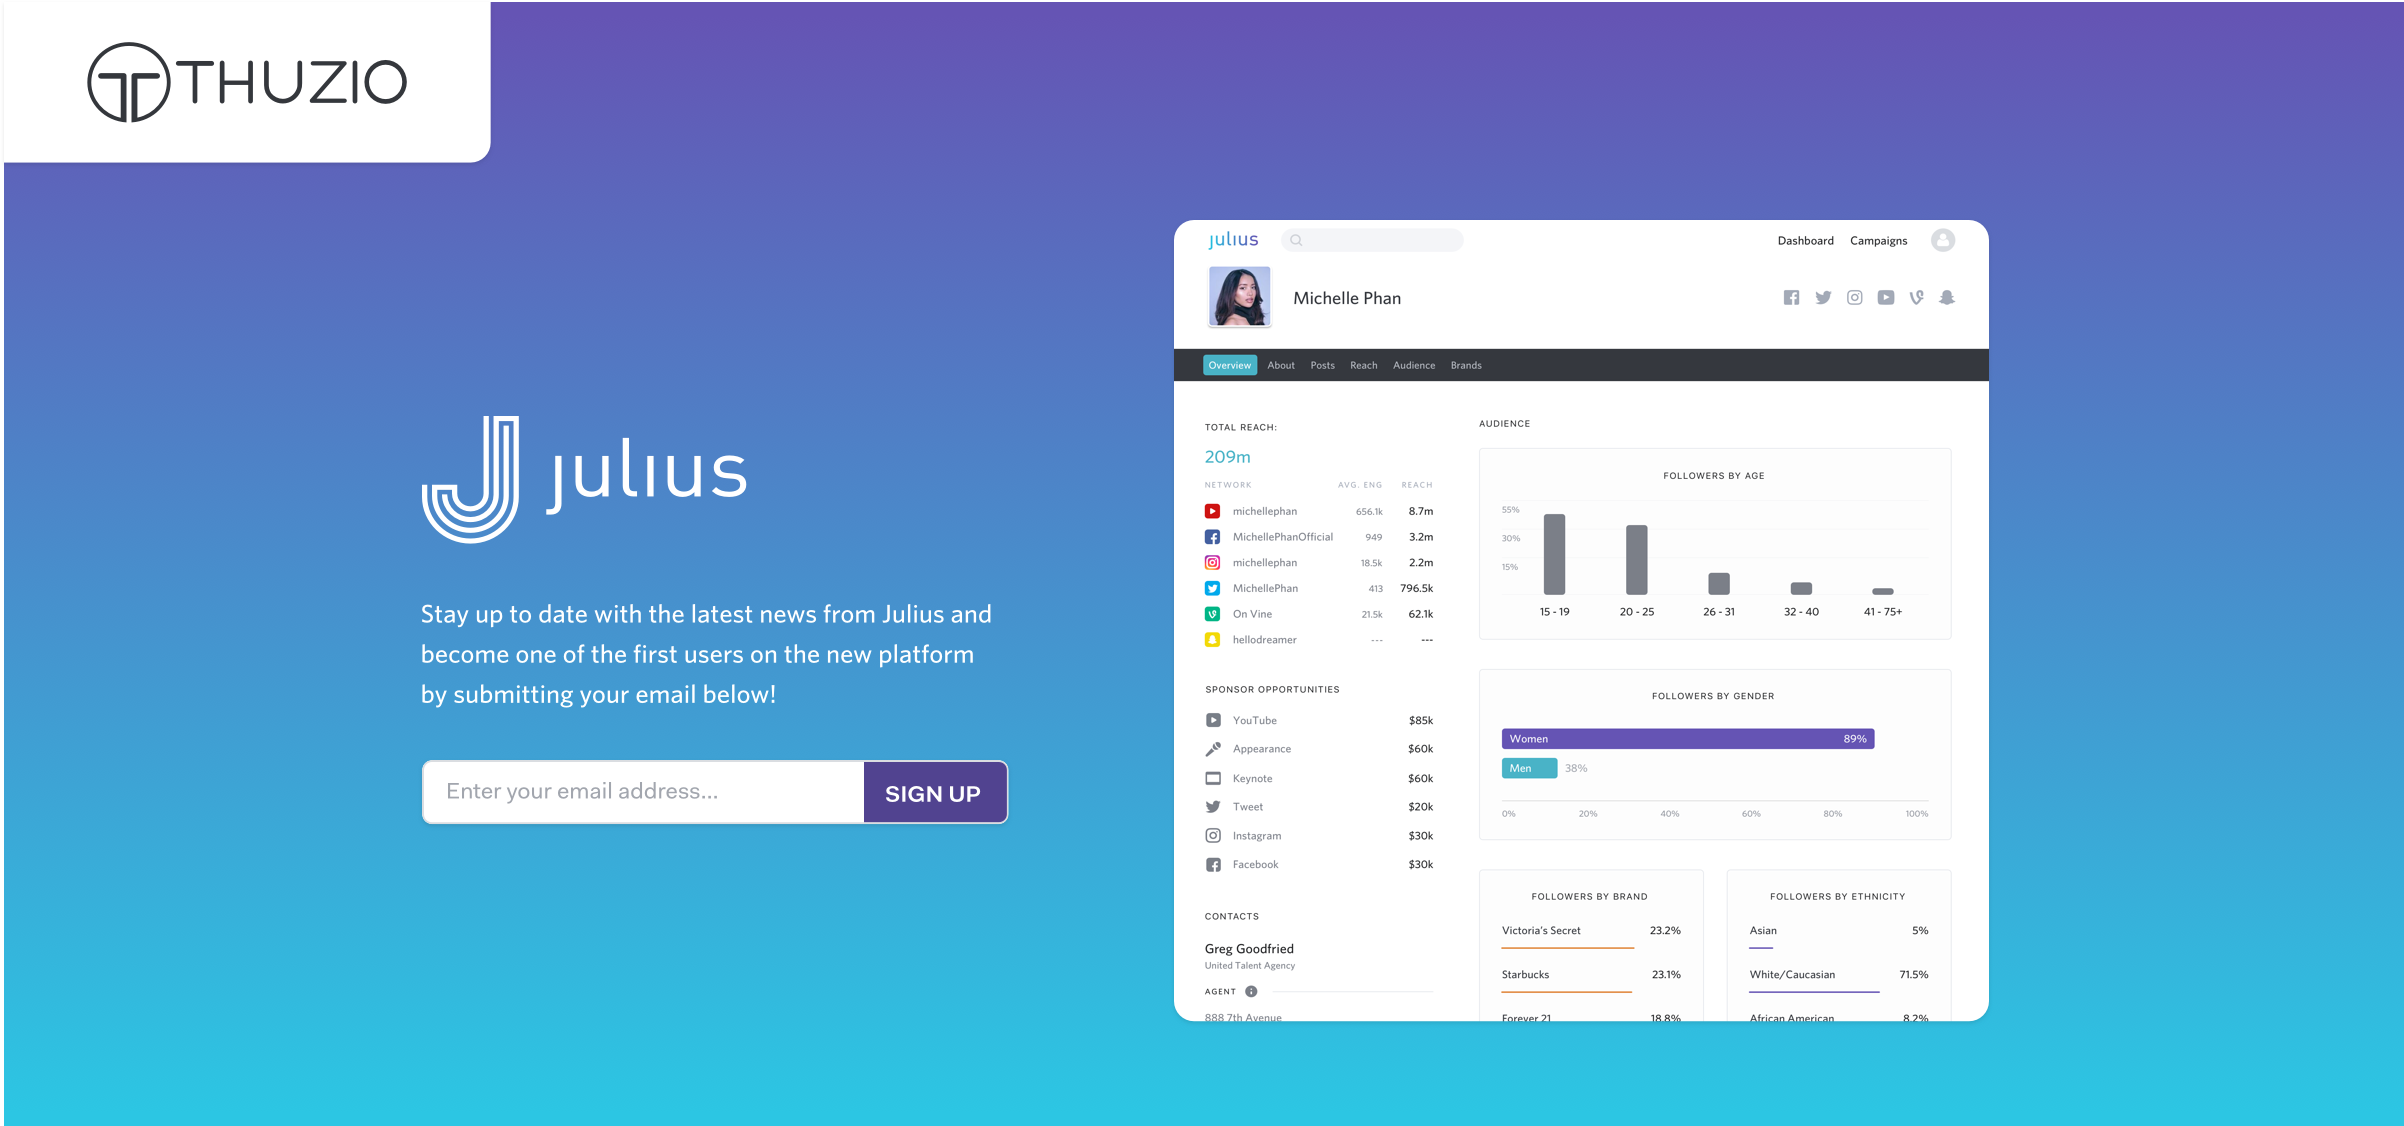 THUZIO
julius
Stay up to date with the latest news from Julius and
become one of the first users on the new platform
by submitting your email below!
Enter your email address...
SIGN UP
julius
Dashboard Campaigns
Michelle Phan
Overview About Posts Reach Audience Brands
TOTAL REACH:
209m
NETWORK AVG. ENG REACH
michellephan 656.1k 8.7m
MichellePhanOfficial 949 3.2m
michellephan 18.5k 2.2m
MichellePhan 413 796.5k
On Vine 21.5k 62.1k
hellodreamer --- ---
SPONSOR OPPORTUNITIES
YouTube $85k
Appearance $60k
Keynote $60k
Tweet $20k
Instagram $30k
Facebook $30k
CONTACTS
Greg Goodfried
United Talent Agency
AGENT
888 7th Avenue
AUDIENCE
FOLLOWERS BY AGE
55%
30%
15%
15 - 19 20 - 25 26 - 31 32 - 40 41 - 75+
FOLLOWERS BY GENDER
Women 89%
Men 38%
0% 20% 40% 60% 80% 100%
FOLLOWERS BY BRAND
Victoria's Secret 23.2%
Starbucks 23.1%
Forever 21 18.8%
FOLLOWERS BY ETHNICITY
Asian 5%
White/Caucasian 71.5%
African American 8.2%